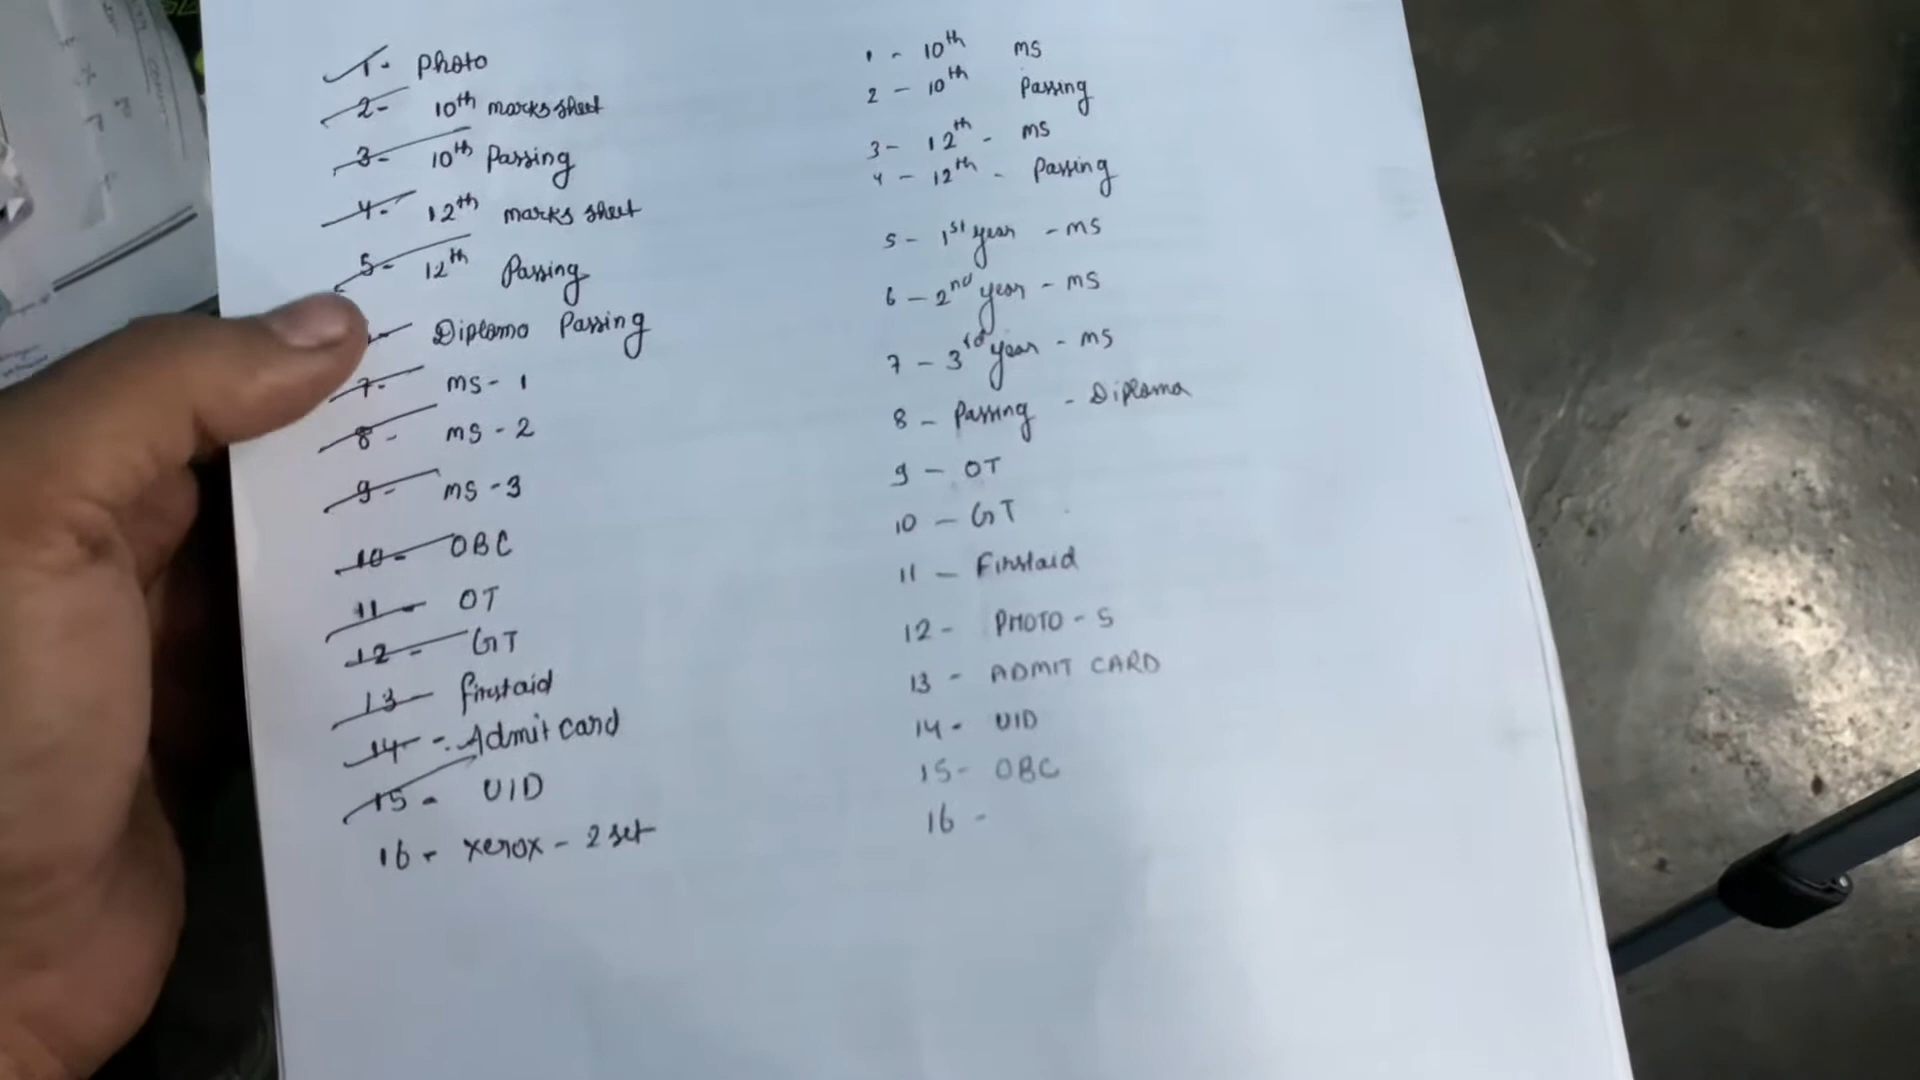 1- Photo
2- 10th marks sheet
3- 10th Passing
4- 12th marks sheet
5- 12th Passing
Diploma Passing
7- ms-1
8- ms-2
9- ms-3
10- OBC
11- OT
12- GT
13- firstaid
14- Admit card
15- UID
16- xerox-2 set
1- 10th ms
2- 10th Passing
3- 12th- ms
4- 12th- Passing
5- 1st year -ms
6- 2nd year -ms
7- 3rd year -ms
8- Passing - Diploma
9- OT
10- GT
11- Firstaid
12- PHOTO-5
13- ADMIT CARD
14- UID
15- OBC
16-